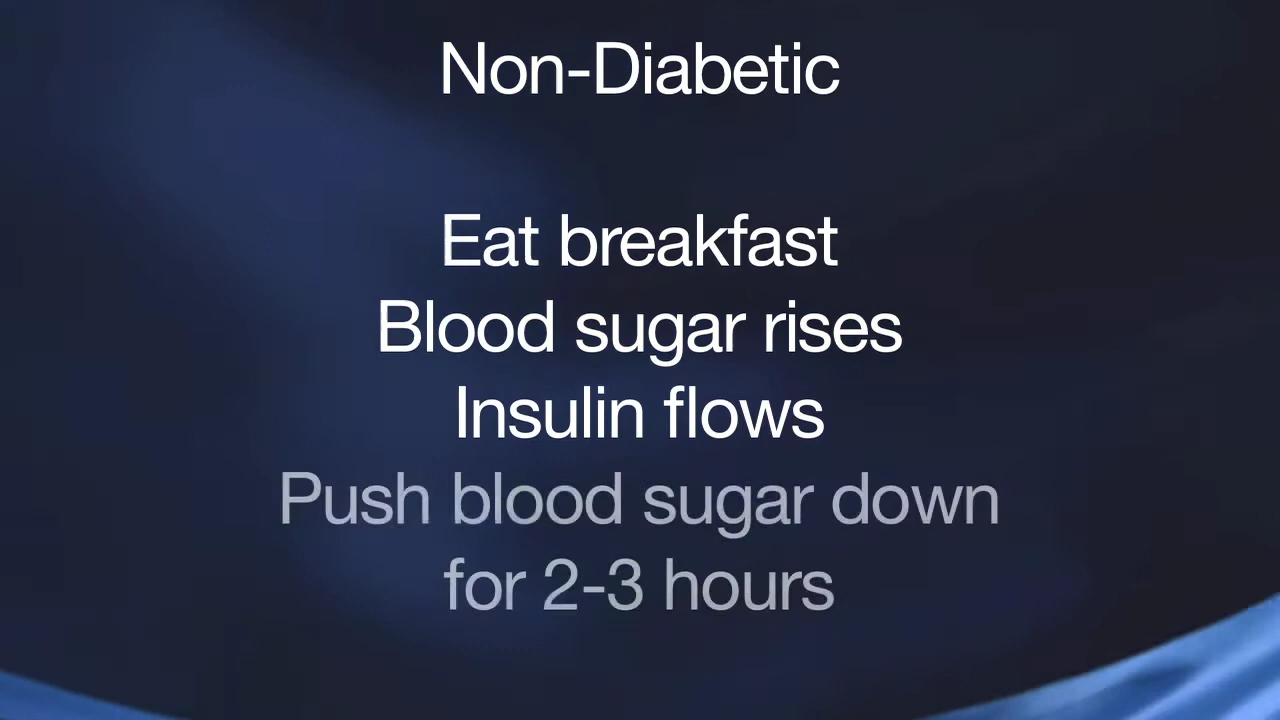 Non-Diabetic
Eat breakfast
Blood sugar rises
Insulin flows
Push blood sugar down
for 2-3 hours